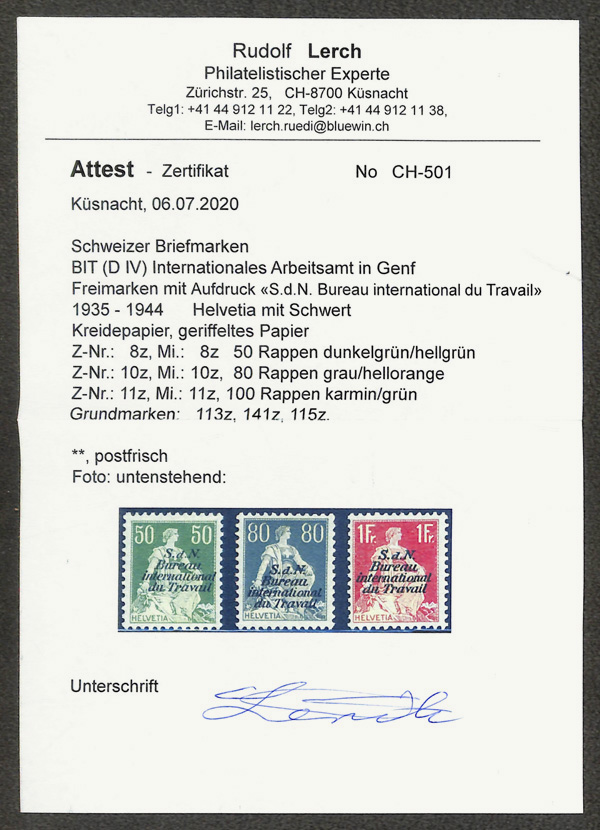 Rudolf Lerch
Philatelistischer Experte
Zürichstr. 25, CH-8700 Küsnacht
Telg1: +41 44 912 11 22, Telg2: +41 44 912 11 38,
E-Mail: lerch.ruedi@bluewin.ch
Attest - Zertifikat No CH-501
Küsnacht, 06.07.2020
Schweizer Briefmarken
BIT (D IV) Internationales Arbeitsamt in Genf
Freimarken mit Aufdruck «S.d.N. Bureau international du Travail»
1935 - 1944 Helvetia mit Schwert
Kreidepapier, geriffeltes Papier
Z-Nr.: 8z, Mi.: 8z 50 Rappen dunkelgrün/hellgrün
Z-Nr.: 10z, Mi.: 10z, 80 Rappen grau/hellorange
Z-Nr.: 11z, Mi.: 11z, 100 Rappen karmin/grün
Grundmarken: 113z, 141z, 115z.
**, postfrisch
Foto: untenstehend:
50 50
S.d.N.
Bureau
international
du Travail
HELVETIA
80 80
S.d.N.
Bureau
international
du Travail
HELVETIA
1Fr. 1Fr.
S.d.N.
Bureau
international
du Travail
HELVETIA
Unterschrift
Lerch